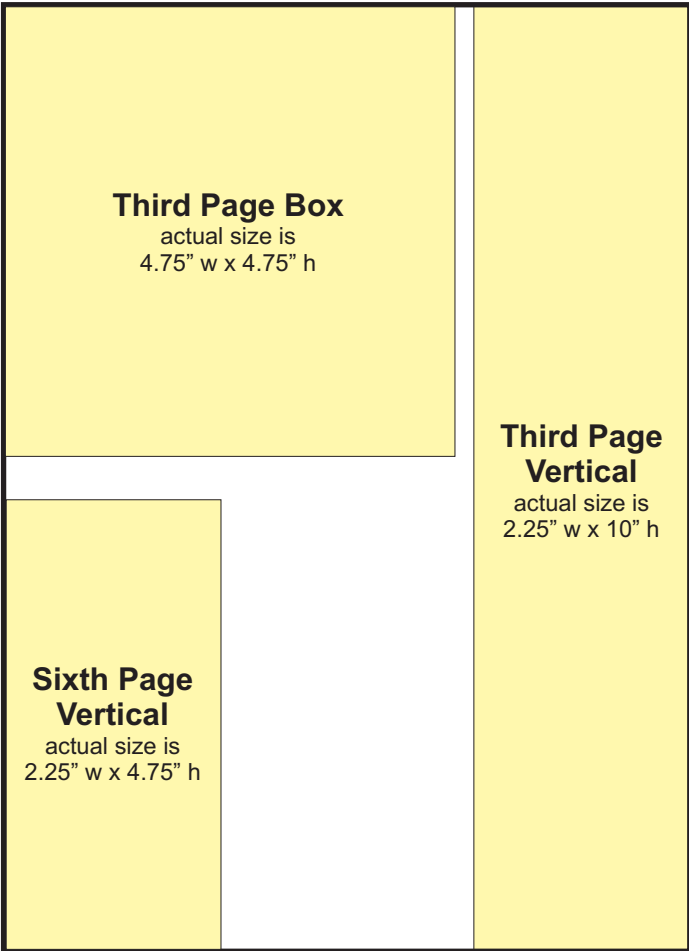 Third Page Box
actual size is
4.75” w x 4.75” h
Third Page
Vertical
actual size is
2.25” w x 10” h
Sixth Page
Vertical
actual size is
2.25” w x 4.75” h